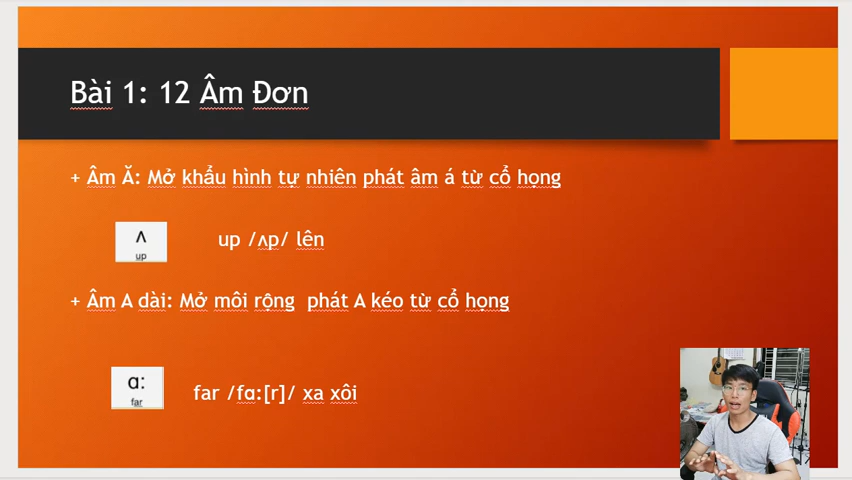 Bài 1: 12 Âm Đơn
+ Âm Ă: Mở khẩu hình tự nhiên phát âm á từ cổ họng
ʌ
up
up /ʌp/ lên
+ Âm A dài: Mở môi rộng phát A kéo từ cổ họng
ɑ:
far
far /fɑ:[r]/ xa xôi